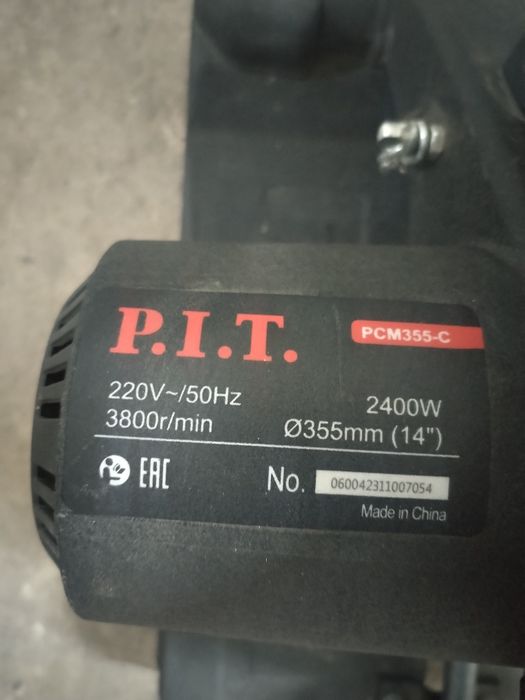 P.I.T.
PCM355-C
220V~/50Hz
2400W
3800r/min
Ø355mm (14")
EAC
No. 060042311007054
Made in China